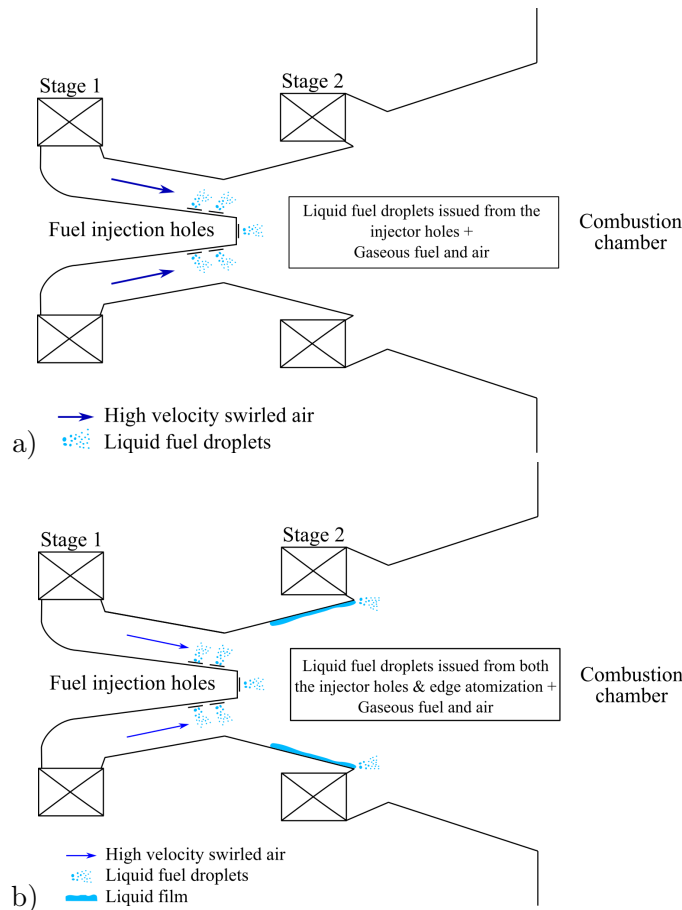 Stage 1
Stage 2
Fuel injection holes
Liquid fuel droplets issued from the
injector holes +
Gaseous fuel and air
Combustion
chamber
High velocity swirled air
a)
Liquid fuel droplets
Stage 1
Stage 2
Fuel injection holes
Liquid fuel droplets issued from both
the injector holes & edge atomization +
Gaseous fuel and air
Combustion
chamber
High velocity swirled air
Liquid fuel droplets
b)
Liquid film